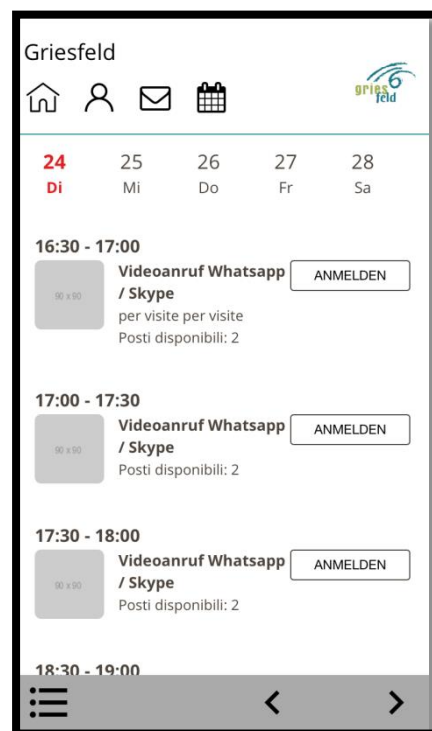 Griesfeld
gries
feld
24 25 26 27 28
Di Mi Do Fr Sa
16:30 - 17:00
Videoanruf Whatsapp
/ Skype
per visite per visite
Posti disponibili: 2
ANMELDEN
90 x 90
17:00 - 17:30
Videoanruf Whatsapp
/ Skype
Posti disponibili: 2
ANMELDEN
90 x 90
17:30 - 18:00
Videoanruf Whatsapp
/ Skype
Posti disponibili: 2
ANMELDEN
90 x 90
18:30 - 19:00